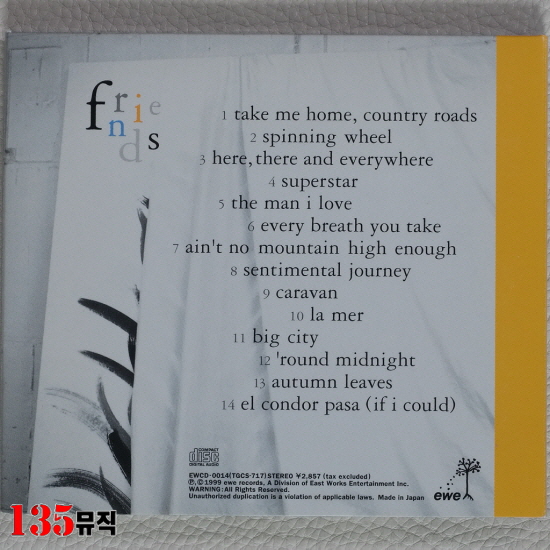 friends
1 take me home, country roads
2 spinning wheel
3 here, there and everywhere
4 superstar
5 the man i love
6 every breath you take
7 ain't no mountain high enough
8 sentimental journey
9 caravan
10 la mer
11 big city
12 'round midnight
13 autumn leaves
14 el condor pasa (if i could)
COMPACT
disc
DIGITAL AUDIO
EWCD-0014(TGCS-717) STEREO ¥2,857 (tax excluded)
Ⓟ,©1999 ewe records, A Division of East Works Entertainment Inc.
WARNING: All Rights Reserved.
Unauthorized duplication is a violation of applicable laws. Made in Japan
ewe
135뮤직